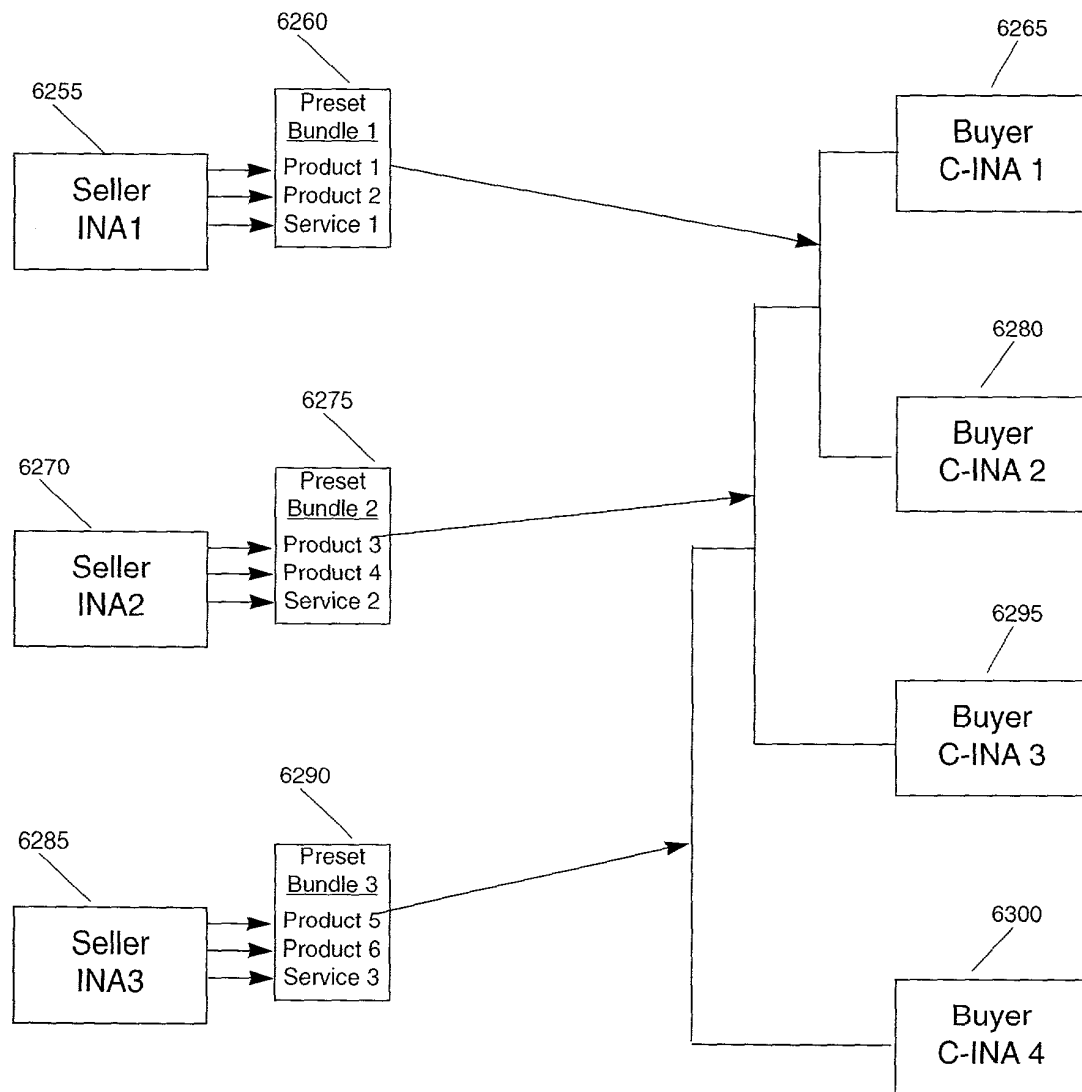 6260
6265
6255
Preset
Bundle 1
Product 1
Product 2
Service 1
Seller
INA1
Buyer
C-INA 1
6280
6275
6270
Preset
Bundle 2
Product 3
Product 4
Service 2
Seller
INA2
Buyer
C-INA 2
6295
Buyer
C-INA 3
6290
6285
Preset
Bundle 3
Product 5
Product 6
Service 3
Seller
INA3
6300
Buyer
C-INA 4